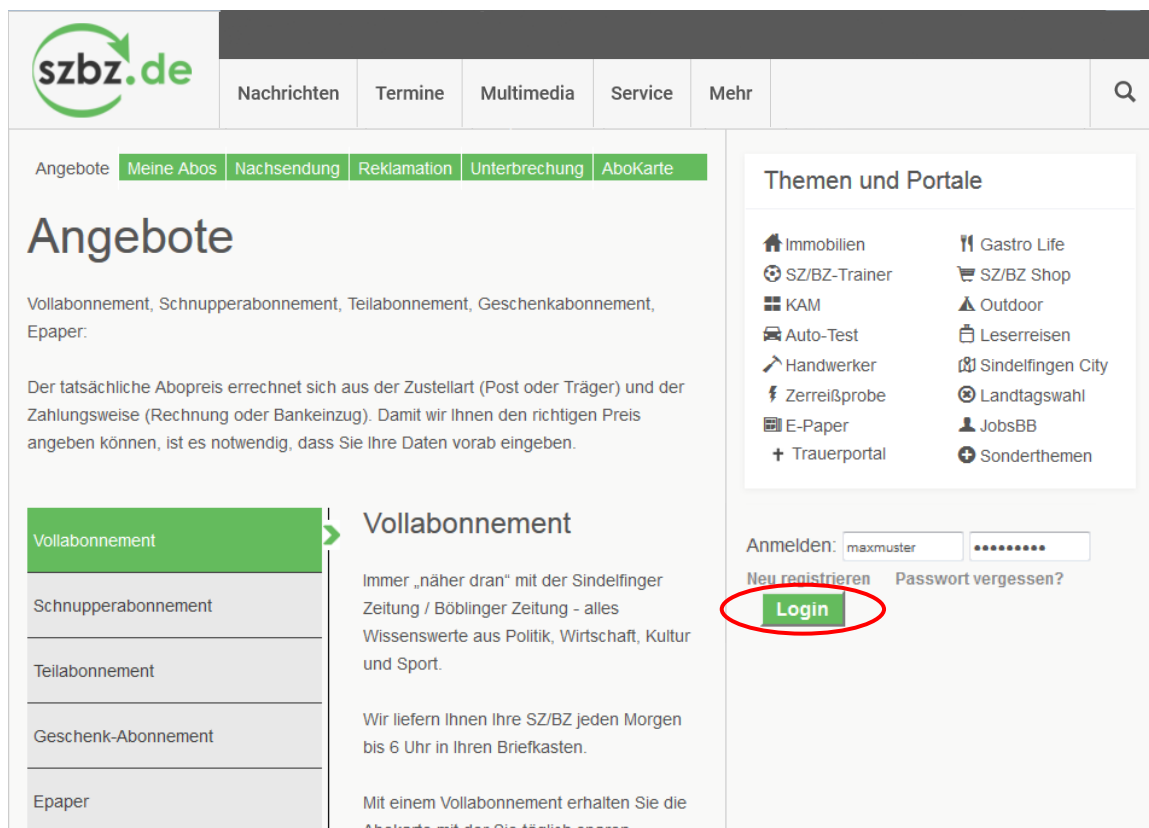 szbz.de
Nachrichten Termine Multimedia Service Mehr
Angebote Meine Abos Nachsendung Reklamation Unterbrechung AboKarte
Angebote
Vollabonnement, Schnupperabonnement, Teilabonnement, Geschenkabonnement,
Epaper:
Der tatsächliche Abopreis errechnet sich aus der Zustellart (Post oder Träger) und der
Zahlungsweise (Rechnung oder Bankeinzug). Damit wir Ihnen den richtigen Preis
angeben können, ist es notwendig, dass Sie Ihre Daten vorab eingeben.
Vollabonnement
Schnupperabonnement
Teilabonnement
Geschenk-Abonnement
Epaper
Vollabonnement
Immer „näher dran“ mit der Sindelfinger
Zeitung / Böblinger Zeitung - alles
Wissenswerte aus Politik, Wirtschaft, Kultur
und Sport.
Wir liefern Ihnen Ihre SZ/BZ jeden Morgen
bis 6 Uhr in Ihren Briefkasten.
Mit einem Vollabonnement erhalten Sie die
Abokarte mit der Sie täglich sparen
Themen und Portale
Immobilien Gastro Life
SZ/BZ-Trainer SZ/BZ Shop
KAM Outdoor
Auto-Test Leserreisen
Handwerker Sindelfingen City
Zerreißprobe Landtagswahl
E-Paper JobsBB
Trauerportal Sonderthemen
Anmelden: maxmuster •••••••••
Neu registrieren Passwort vergessen?
Login